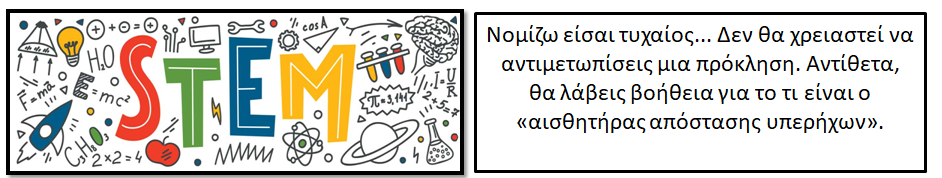 STEM
cosA
H₂O
F=ma
E=mc²
I=U/R
π=3,141
C₃H₈
2×2=4
Νομίζω είσαι τυχαίος... Δεν θα χρειαστεί να
αντιμετωπίσεις μια πρόκληση. Αντίθετα,
θα λάβεις βοήθεια για το τι είναι ο
«αισθητήρας απόστασης υπερήχων».